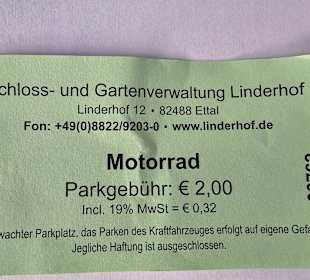 chloss- und Gartenverwaltung Linderhof
Linderhof 12 • 82488 Ettal
Fon: +49(0)8822/9203-0 • www.linderhof.de
Motorrad
Parkgebühr: € 2,00
Incl. 19% MwSt = € 0,32
wachter Parkplatz, das Parken des Kraftfahrzeuges erfolgt auf eigene Gefa
Jegliche Haftung ist ausgeschlossen.